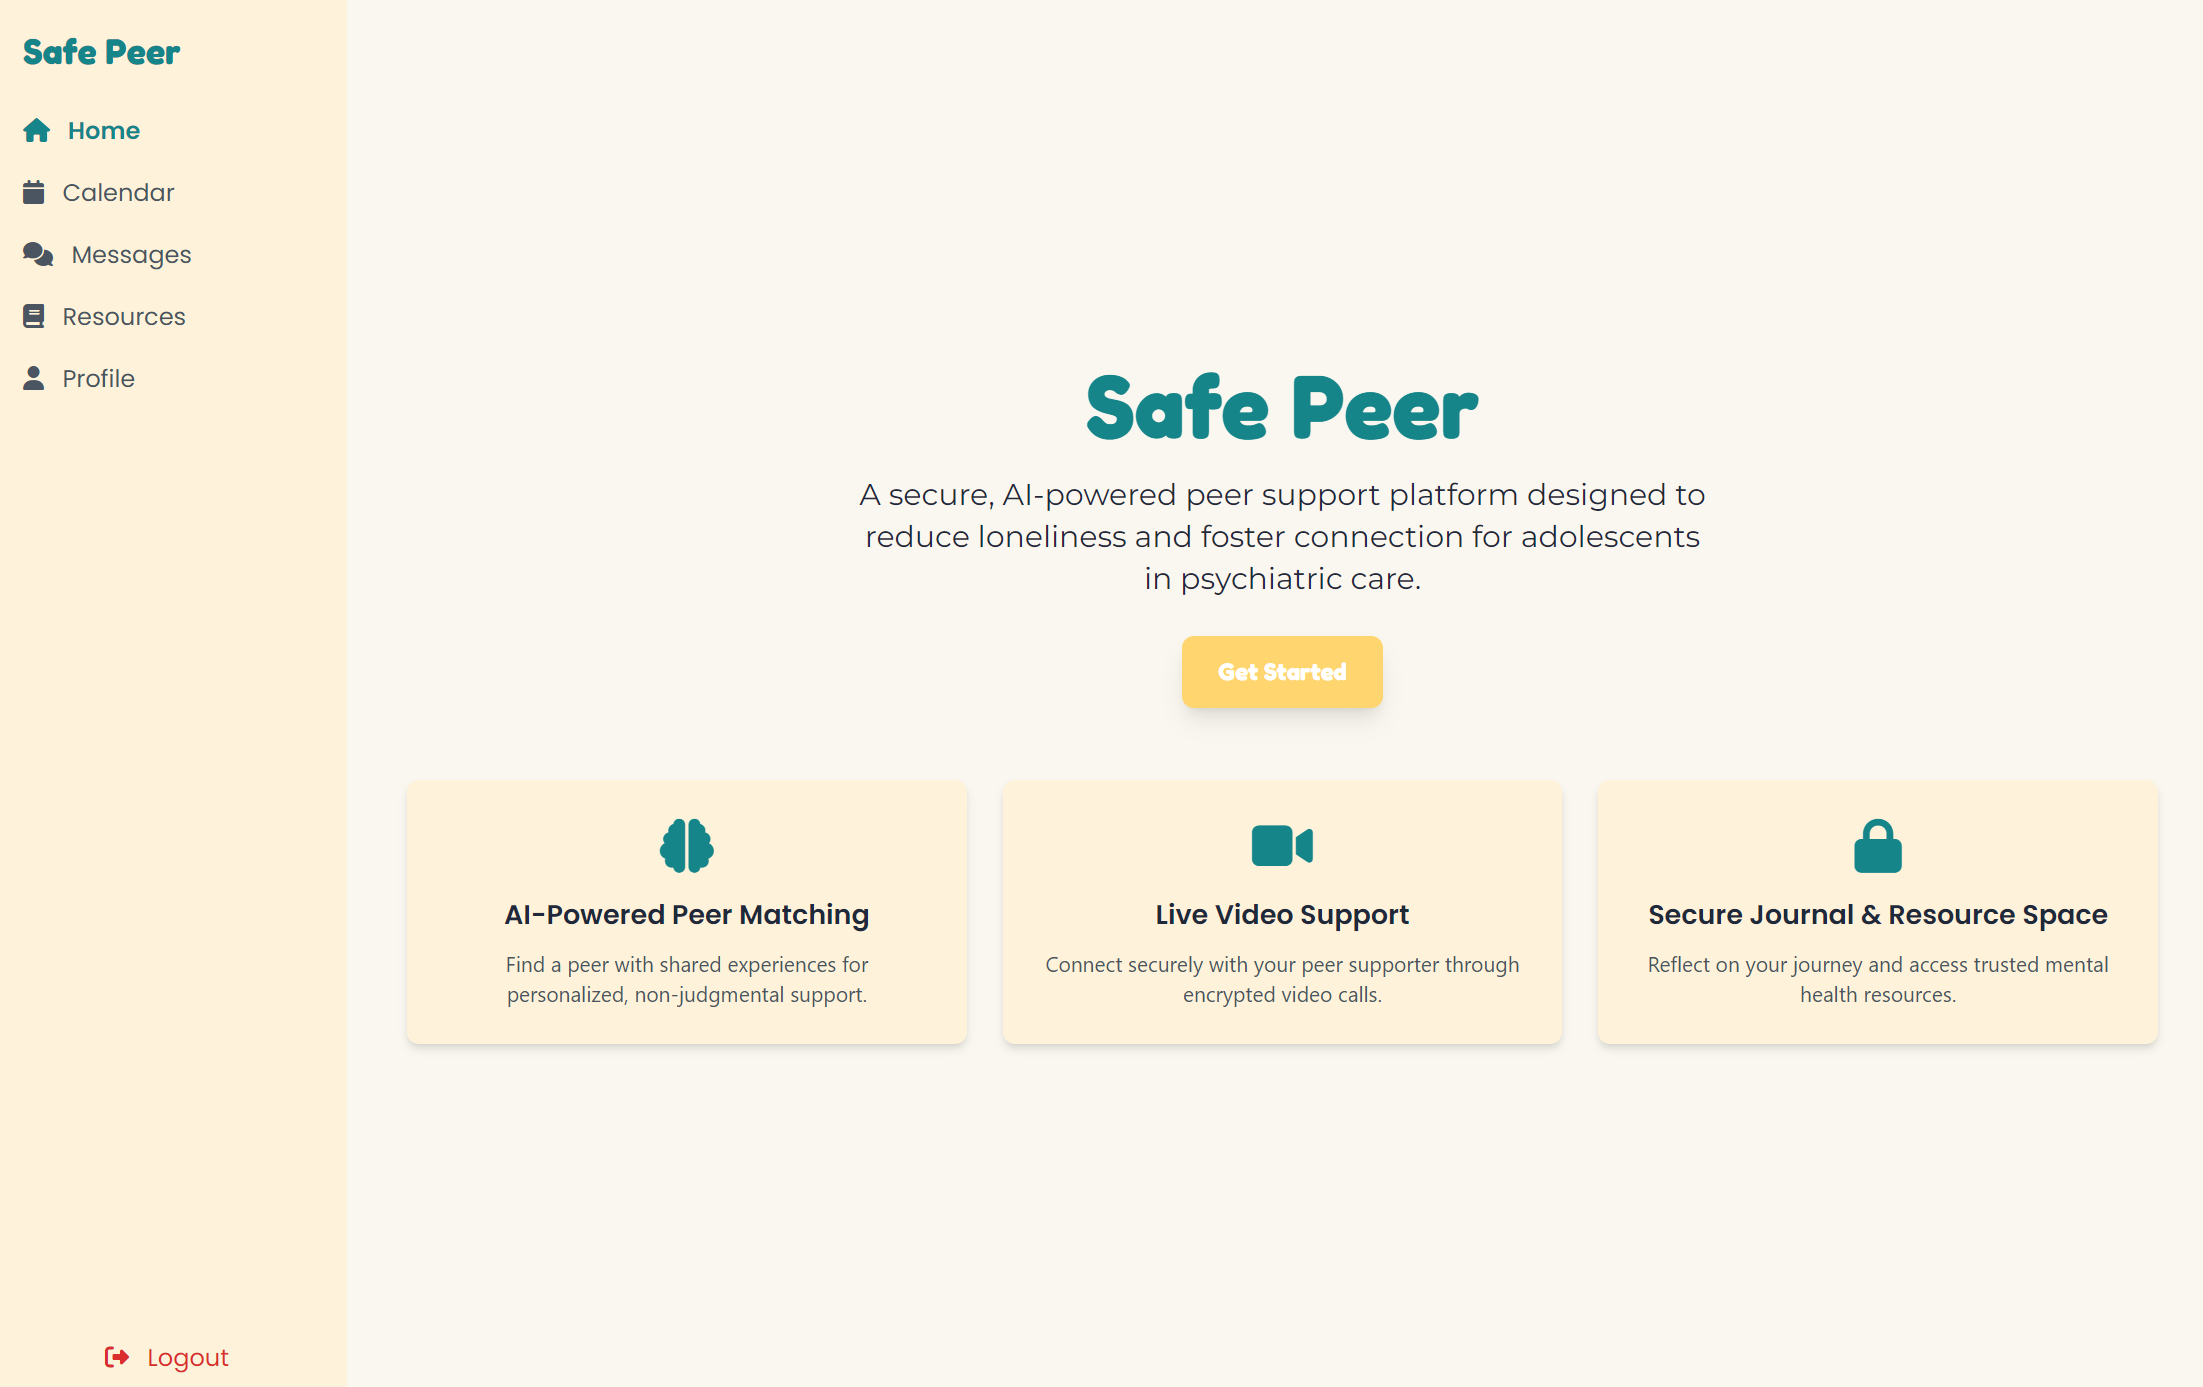 Safe Peer
Home
Calendar
Messages
Resources
Profile
Logout
Safe Peer
A secure, AI-powered peer support platform designed to
reduce loneliness and foster connection for adolescents
in psychiatric care.
Get Started
AI-Powered Peer Matching
Find a peer with shared experiences for
personalized, non-judgmental support.
Live Video Support
Connect securely with your peer supporter through
encrypted video calls.
Secure Journal & Resource Space
Reflect on your journey and access trusted mental
health resources.